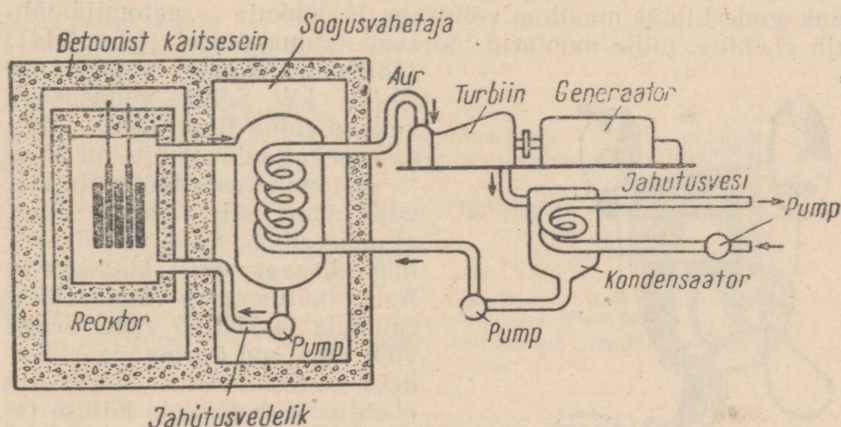 Soojusvahetaja
Betoonist kaitsesein
Aur
Turbiin
Generaator
Jahutusvesi
Pump
Kondensaator
Reaktor
Pump
Pump
Jahutusvedelik